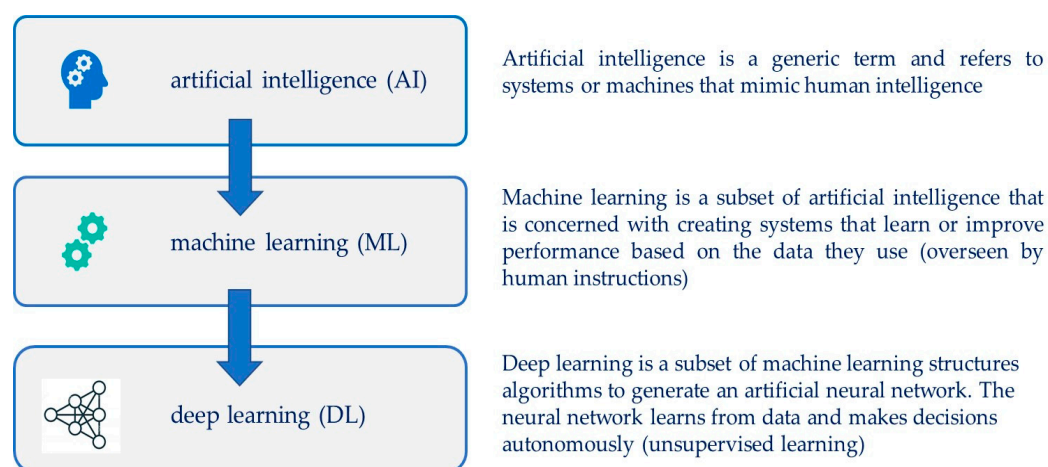 artificial intelligence (AI)
Artificial intelligence is a generic term and refers to
systems or machines that mimic human intelligence
machine learning (ML)
Machine learning is a subset of artificial intelligence that
is concerned with creating systems that learn or improve
performance based on the data they use (overseen by
human instructions)
deep learning (DL)
Deep learning is a subset of machine learning structures
algorithms to generate an artificial neural network. The
neural network learns from data and makes decisions
autonomously (unsupervised learning)